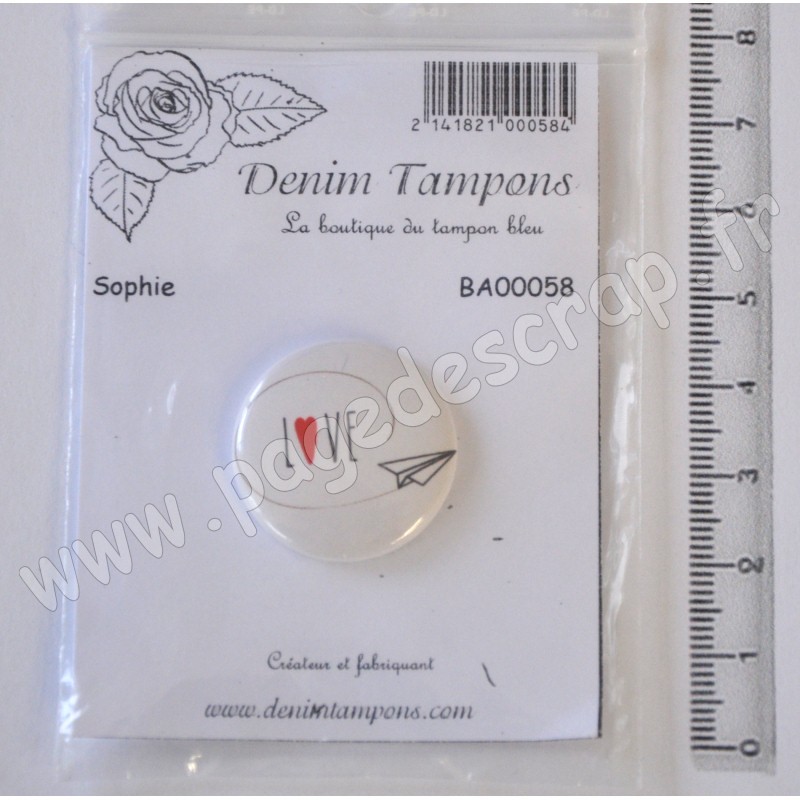 2 141821 000584
Denim Tampons
La boutique du tampon bleu
Sophie BA00058
LOVE
Créateur et fabriquant
www.denimtampons.com
www.pagedescrap.fr
8
7
6
5
4
3
2
1
0